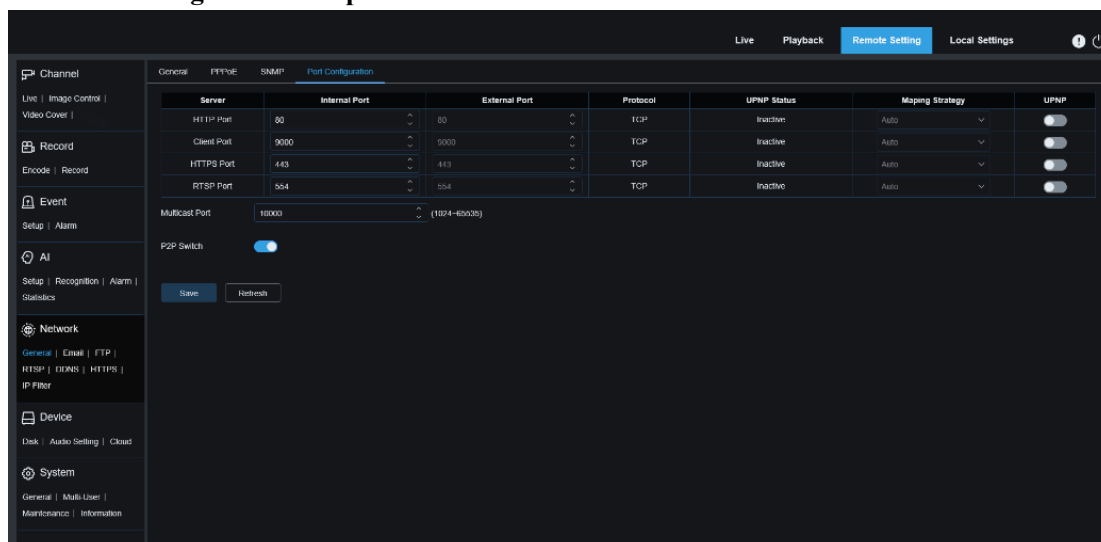 Live Playback Remote Setting Local Settings
Channel
Live | Image Control |
Video Cover |
Record
Encode | Record
Event
Setup | Alarm
AI
Setup | Recognition | Alarm |
Statistics
Network
General | Email | FTP |
RTSP | DDNS | HTTPS |
IP Filter
Device
Disk | Audio Setting | Cloud
System
General | Multi-User |
Maintenance | Information
General PPPoE SNMP Port Configuration
Server Internal Port External Port Protocol UPNP Status Maping Strategy UPNP
HTTP Port 80 80 TCP Inactive Auto
Client Port 9000 9000 TCP Inactive Auto
HTTPS Port 443 443 TCP Inactive Auto
RTSP Port 554 554 TCP Inactive Auto
Multicast Port 10000 (1024~65535)
P2P Switch
Save Refresh